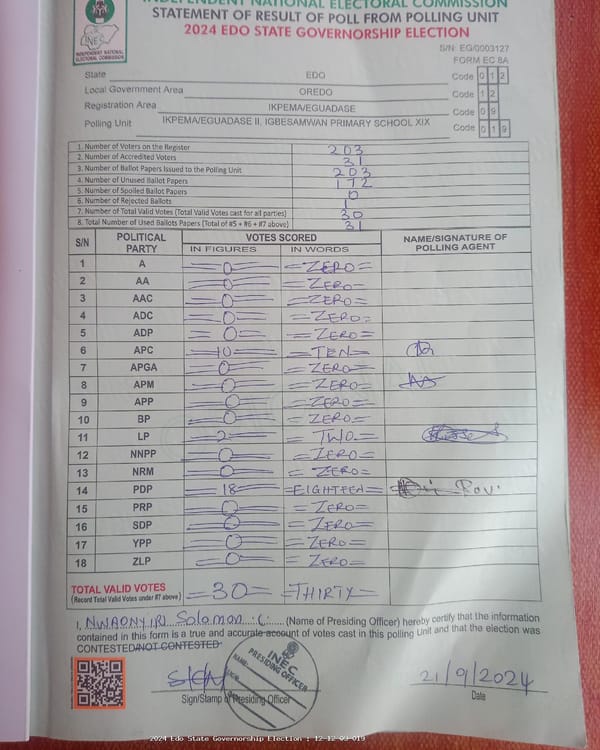 INDEPENDENT NATIONAL ELECTORAL COMMISSION
STATEMENT OF RESULT OF POLL FROM POLLING UNIT
2024 EDO STATE GOVERNORSHIP ELECTION
INEC
INDEPENDENT NATIONAL ELECTORAL COMMISSION
S/N: EG/0003127
FORM EC 8A
State EDO Code 0 1 2
Local Government Area OREDO Code 1 2
Registration Area IKPEMA/EGUADASE Code 0 9
Polling Unit IKPEMA/EGUADASE II, IGBESAMWAN PRIMARY SCHOOL XIX Code 0 1 9
1. Number of Voters on the Register 203
2. Number of Accredited Voters 31
3. Number of Ballot Papers Issued to the Polling Unit 203
4. Number of Unused Ballot Papers 172
5. Number of Spoiled Ballot Papers 0
6. Number of Rejected Ballots 1
7. Number of Total Valid Votes (Total Valid Votes cast for all parties) 30
8. Total Number of Used Ballots Papers (Total of #5 + #6 + #7 above) 31
S/N POLITICAL PARTY VOTES SCORED NAME/SIGNATURE OF POLLING AGENT
IN FIGURES IN WORDS
1 A =0= =ZERO=
2 AA =0= =ZERO=
3 AAC =0= =ZERO=
4 ADC =0= =ZERO=
5 ADP =0= =ZERO=
6 APC =10= =TEN=
7 APGA =0= =ZERO=
8 APM =0= =ZERO=
9 APP =0= =ZERO=
10 BP =0= =ZERO=
11 LP =2= =TWO=
12 NNPP =0= =ZERO=
13 NRM =0= =ZERO=
14 PDP =18= =EIGHTEEN=
15 PRP =0= =ZERO=
16 SDP =0= =ZERO=
17 YPP =0= =ZERO=
18 ZLP =0= =ZERO=
TOTAL VALID VOTES =30= =THIRTY=
(Record Total Valid Votes under #7 above)
I, NWAONYIRI Solomon .C. (Name of Presiding Officer) hereby certify that the information
contained in this form is a true and accurate account of votes cast in this polling Unit and that the election was
CONTESTED/NOT CONTESTED
INEC
PRESIDING OFFICER
21/9/2024
Sign/Stamp of Presiding Officer Date
2024 Edo State Governorship Election : 12-12-09-019